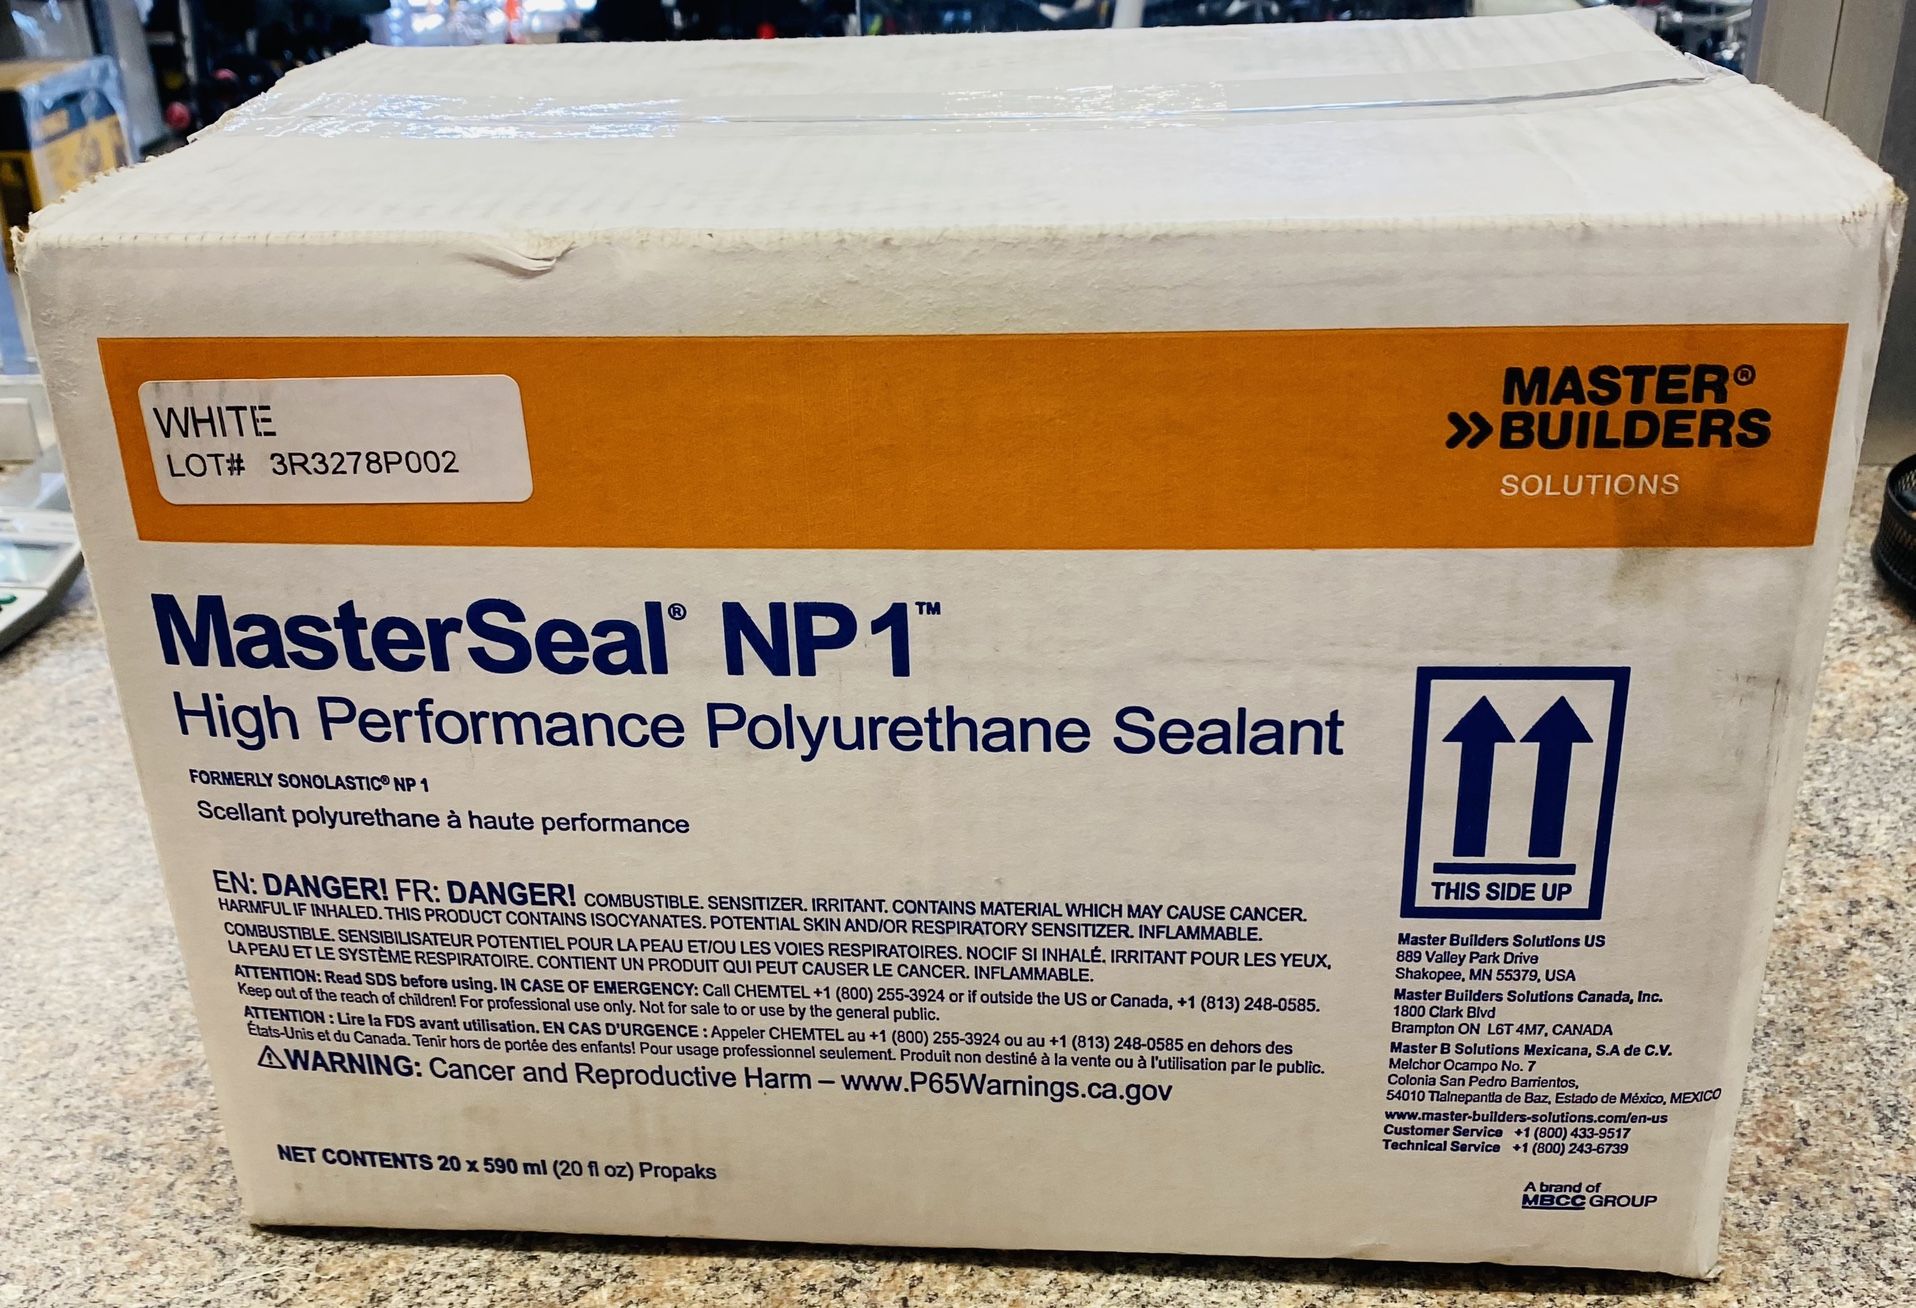 WHITE
LOT# 3R3278P002
MASTER®
BUILDERS
SOLUTIONS
MasterSeal® NP1™
High Performance Polyurethane Sealant
FORMERLY SONOLASTIC® NP 1
Scellant polyurethane à haute performance
EN: DANGER! FR: DANGER! COMBUSTIBLE. SENSITIZER. IRRITANT. CONTAINS MATERIAL WHICH MAY CAUSE CANCER.
HARMFUL IF INHALED. THIS PRODUCT CONTAINS ISOCYANATES. POTENTIAL SKIN AND/OR RESPIRATORY SENSITIZER. INFLAMMABLE.
COMBUSTIBLE. SENSIBILISATEUR POTENTIEL POUR LA PEAU ET/OU LES VOIES RESPIRATOIRES. NOCIF SI INHALÉ. IRRITANT POUR LES YEUX,
LA PEAU ET LE SYSTÈME RESPIRATOIRE. CONTIENT UN PRODUIT QUI PEUT CAUSER LE CANCER. INFLAMMABLE.
ATTENTION: Read SDS before using. IN CASE OF EMERGENCY: Call CHEMTEL +1 (800) 255-3924 or if outside the US or Canada, +1 (813) 248-0585.
Keep out of the reach of children! For professional use only. Not for sale to or use by the general public.
ATTENTION : Lire la FDS avant utilisation. EN CAS D'URGENCE : Appeler CHEMTEL au +1 (800) 255-3924 ou au +1 (813) 248-0585 en dehors des
États-Unis et du Canada. Tenir hors de portée des enfants! Pour usage professionnel seulement. Produit non destiné à la vente ou à l'utilisation par le public.
⚠WARNING: Cancer and Reproductive Harm – www.P65Warnings.ca.gov
NET CONTENTS 20 x 590 ml (20 fl oz) Propaks
THIS SIDE UP
Master Builders Solutions US
889 Valley Park Drive
Shakopee, MN 55379, USA
Master Builders Solutions Canada, Inc.
1800 Clark Blvd
Brampton ON L6T 4M7, CANADA
Master B Solutions Mexicana, S.A de C.V.
Melchor Ocampo No. 7
Colonia San Pedro Barrientos,
54010 Tlalnepantla de Baz, Estado de México, MEXICO
www.master-builders-solutions.com/en-us
Customer Service +1 (800) 433-9517
Technical Service +1 (800) 243-6739
A brand of
MBCC GROUP